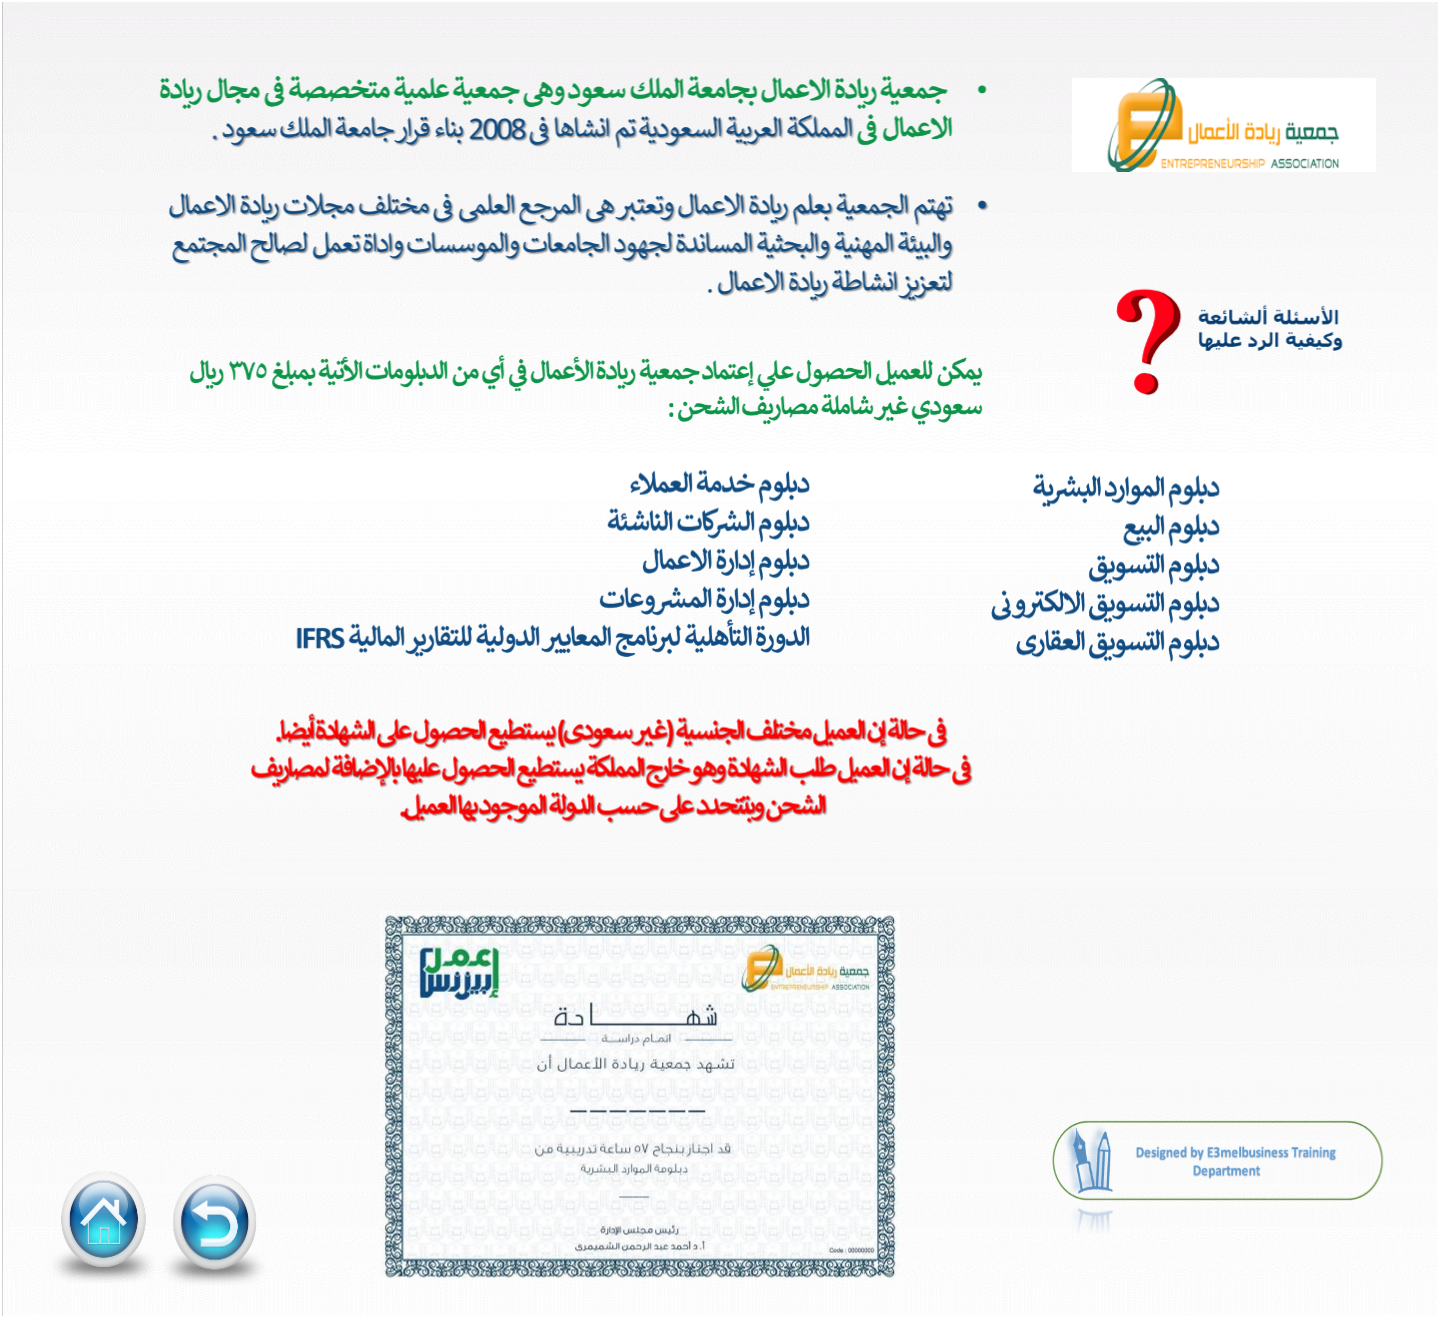 • جمعية ريادة الاعمال بجامعة الملك سعود وهى جمعية علمية متخصصة فى مجال ريادة
الاعمال فى المملكة العربية السعودية تم انشاها فى 2008 بناء قرار جامعة الملك سعود .
جمعية ريادة الأعمال
ENTREPRENEURSHIP ASSOCIATION
• تهتم الجمعية بعلم ريادة الاعمال وتعتبر هى المرجع العلمى فى مختلف مجلات ريادة الاعمال
والبيئة المهنية والبحثية المساندة لجهود الجامعات والموسسات واداة تعمل لصالح المجتمع
لتعزيز انشاطة ريادة الاعمال .
?
الأسئلة ألشائعة
وكيفية الرد عليها
يمكن للعميل الحصول علي إعتماد جمعية ريادة الأعمال في أي من الدبلومات الأتية بمبلغ ٣٧٥ ريال
سعودي غير شاملة مصاريف الشحن :
دبلوم الموارد البشرية
دبلوم البيع
دبلوم التسويق
دبلوم التسويق الالكترونى
دبلوم التسويق العقارى
دبلوم خدمة العملاء
دبلوم الشركات الناشئة
دبلوم إدارة الاعمال
دبلوم إدارة المشروعات
الدورة التأهلية لبرنامج المعايير الدولية للتقارير المالية IFRS
فى حالة إن العميل مختلف الجنسية (غير سعودى) يستطيع الحصول على الشهادة أيضا.
فى حالة إن العميل طلب الشهادة وهو خارج المملكة يستطيع الحصول عليها بالإضافة لمصاريف
الشحن وبتتحدد على حسب الدولة الموجود بها العميل.
جمعية ريادة الأعمال
ENTREPRENEURSHIP ASSOCIATION
إعمل
إبيزنس
شهــــــــادة
اتمام دراســة
تشهد جمعية ريادة الأعمال أن
_ _ _ _ _ _ _
قد اجتاز بنجاح ٥٧ ساعة تدريبية من
دبلومة الموارد البشرية
رئيس مجلس الإدارة
أ. د أحمد عبد الرحمن الشميمرى
Code : 00000000
Designed by E3melbusiness Training
Department